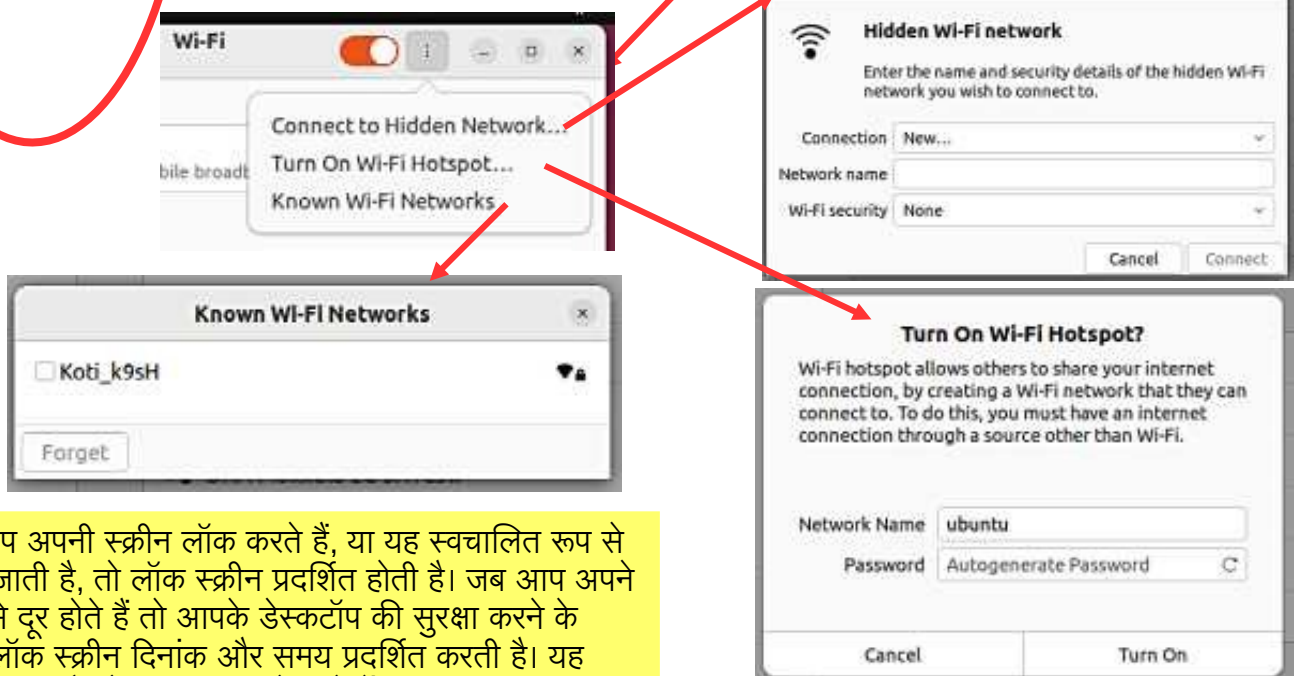 Wi-Fi
Connect to Hidden Network...
Turn On Wi-Fi Hotspot...
Known Wi-Fi Networks
bile broadb
Hidden Wi-Fi network
Enter the name and security details of the hidden Wi-Fi
network you wish to connect to.
Connection New...
Network name
Wi-Fi security None
Cancel Connect
Known Wi-Fi Networks
Koti_k9sH
Forget
Turn On Wi-Fi Hotspot?
Wi-Fi hotspot allows others to share your internet
connection, by creating a Wi-Fi network that they can
connect to. To do this, you must have an internet
connection through a source other than Wi-Fi.
Network Name ubuntu
Password Autogenerate Password
Cancel Turn On
प अपनी स्क्रीन लॉक करते हैं, या यह स्वचालित रूप से
जाती है, तो लॉक स्क्रीन प्रदर्शित होती है। जब आप अपने
से दूर होते हैं तो आपके डेस्कटॉप की सुरक्षा करने के
लॉक स्क्रीन दिनांक और समय प्रदर्शित करती है। यह